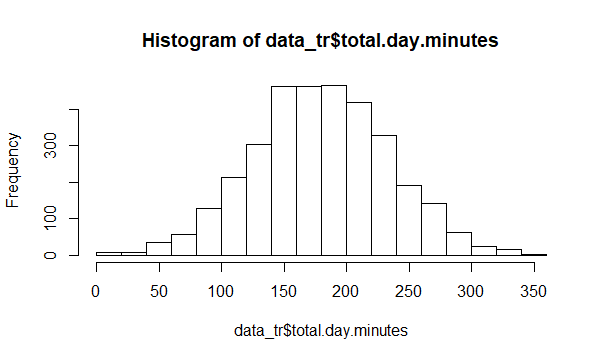 Histogram of data_tr$total.day.minutes
Frequency
300
100
0
0 50 100 150 200 250 300 350
data_tr$total.day.minutes